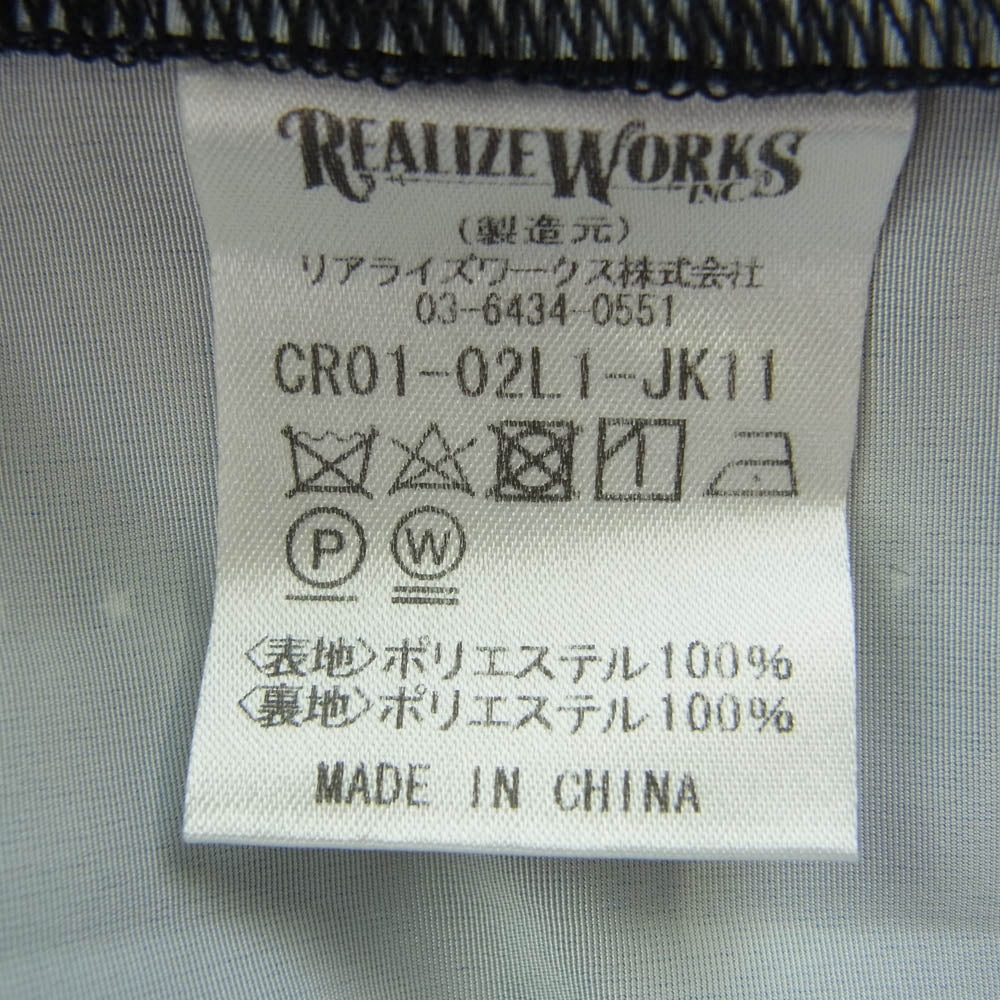 REALIZE WORKS
INC.
(製造元)
リアライズワークス株式会社
03-6434-0551
CR01-02L1-JK11
P W
〈表地〉ポリエステル100%
〈裏地〉ポリエステル100%
MADE IN CHINA